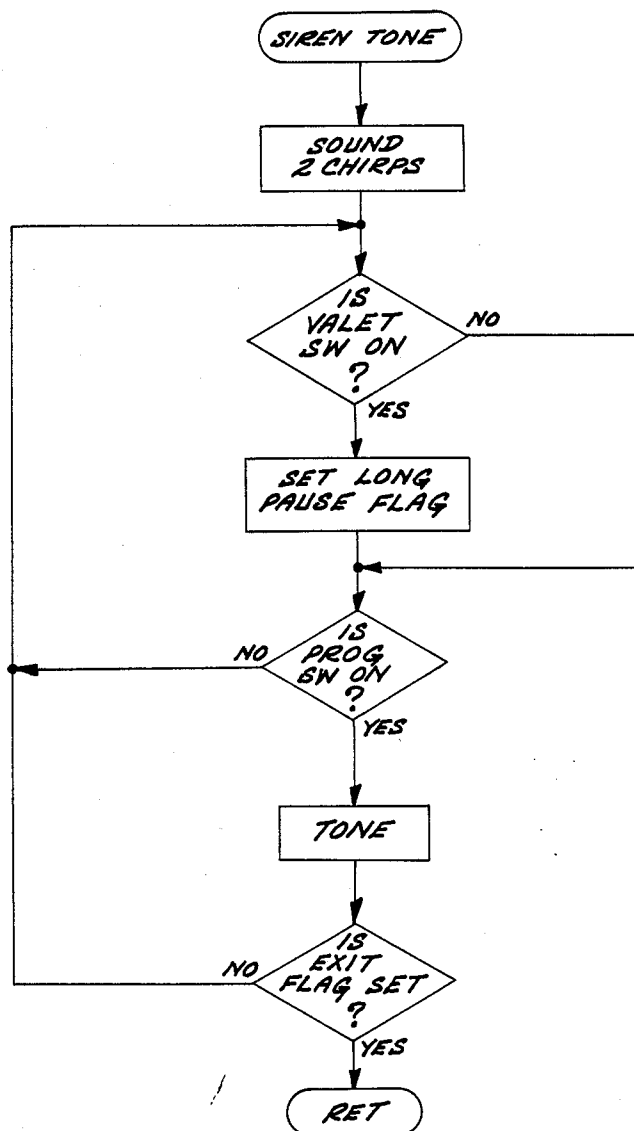 SIREN TONE
SOUND
2 CHIRPS
IS
VALET
SW ON
?
NO
YES
SET LONG
PAUSE FLAG
IS
PROG
SW ON
?
NO
YES
TONE
IS
EXIT
FLAG SET
?
NO
YES
RET